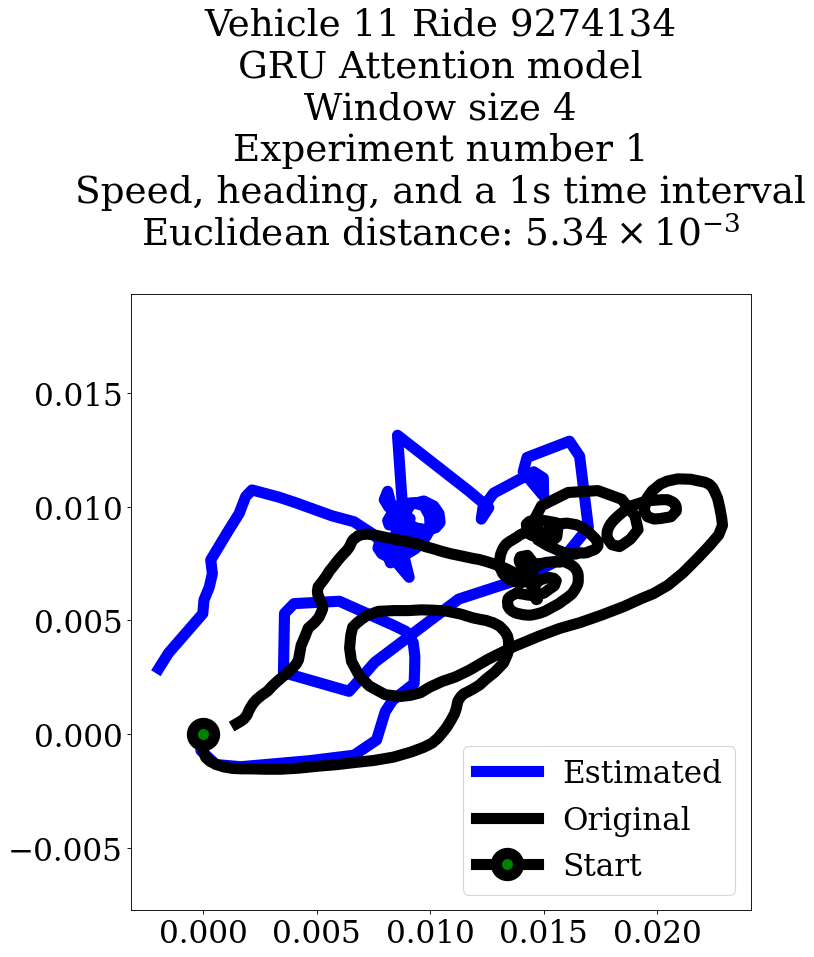 Vehicle 11 Ride 9274134
GRU Attention model
Window size 4
Experiment number 1
Speed, heading, and a 1s time interval
Euclidean distance: 5.34 × 10⁻³
0.015
0.010
0.005
0.000
−0.005
Estimated
Original
Start
0.000 0.005 0.010 0.015 0.020